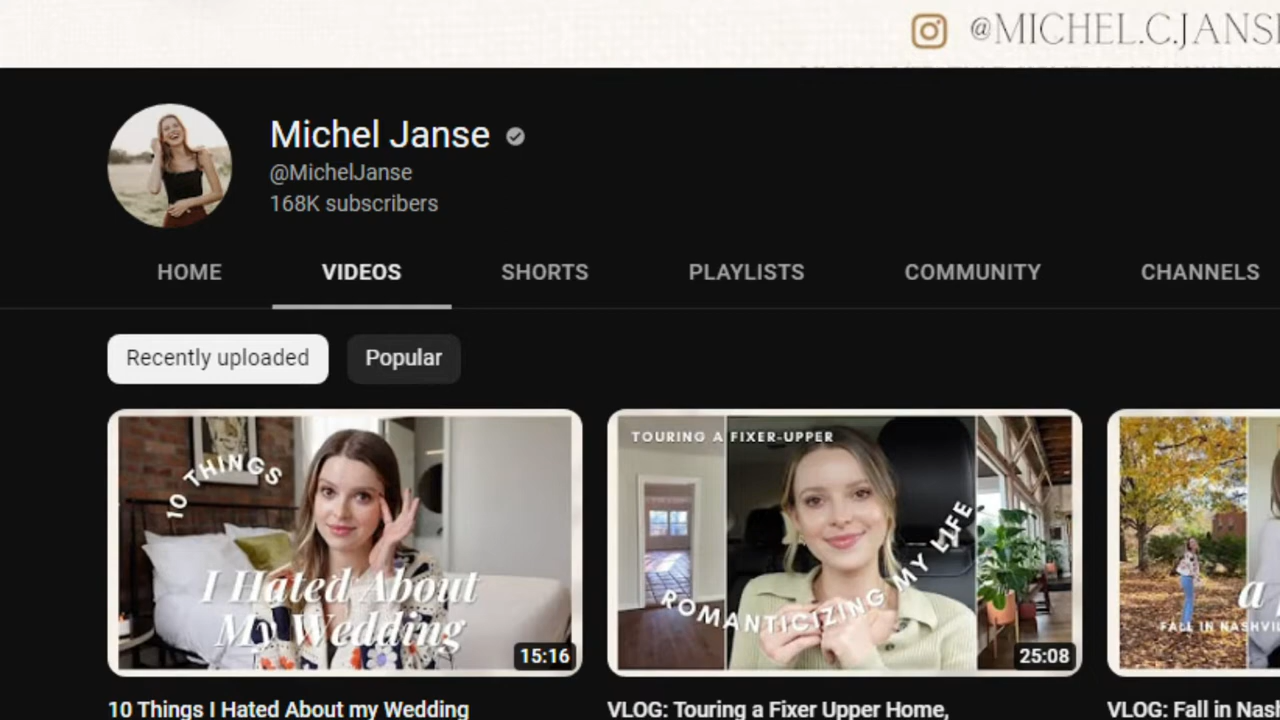 @MICHEL.C.JANS
Michel Janse
@MichelJanse
168K subscribers
HOME VIDEOS SHORTS PLAYLISTS COMMUNITY CHANNELS
Recently uploaded Popular
10 THINGS
I Hated About
My Wedding
15:16
TOURING A FIXER-UPPER
ROMANTICIZING MY LIFE
25:08
a
FALL IN NASHVIL
10 Things I Hated About my Wedding
VLOG: Touring a Fixer Upper Home,
VLOG: Fall in Nash